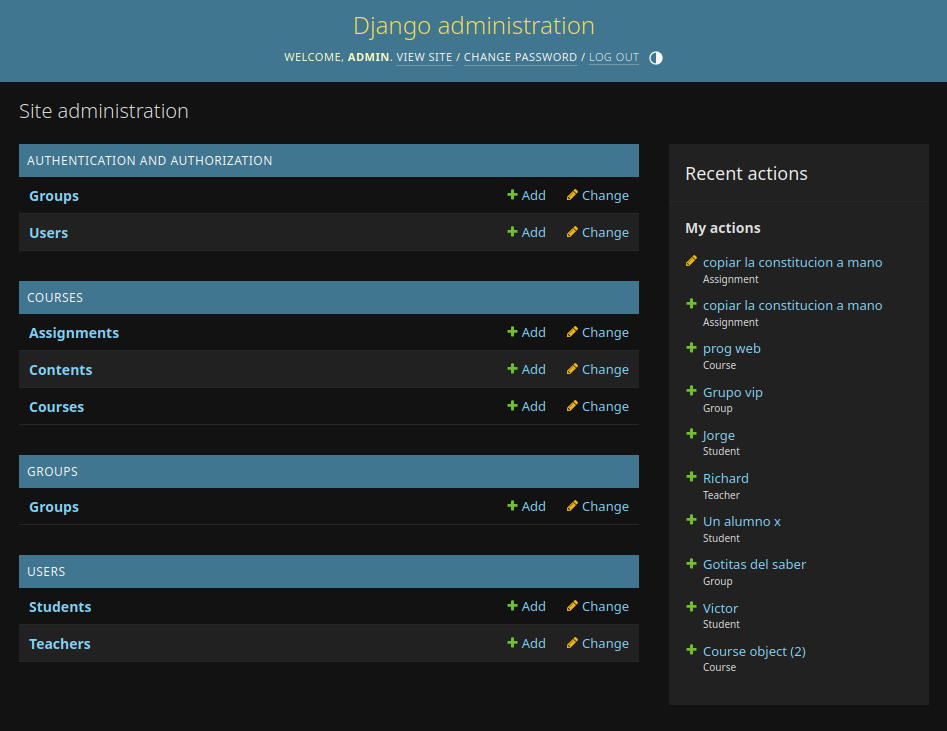 Django administration
WELCOME, ADMIN. VIEW SITE / CHANGE PASSWORD / LOG OUT
Site administration
AUTHENTICATION AND AUTHORIZATION
Groups Add Change
Users Add Change
COURSES
Assignments Add Change
Contents Add Change
Courses Add Change
GROUPS
Groups Add Change
USERS
Students Add Change
Teachers Add Change
Recent actions
My actions
copiar la constitucion a mano
Assignment
copiar la constitucion a mano
Assignment
prog web
Course
Grupo vip
Group
Jorge
Student
Richard
Teacher
Un alumno x
Student
Gotitas del saber
Group
Victor
Student
Course object (2)
Course